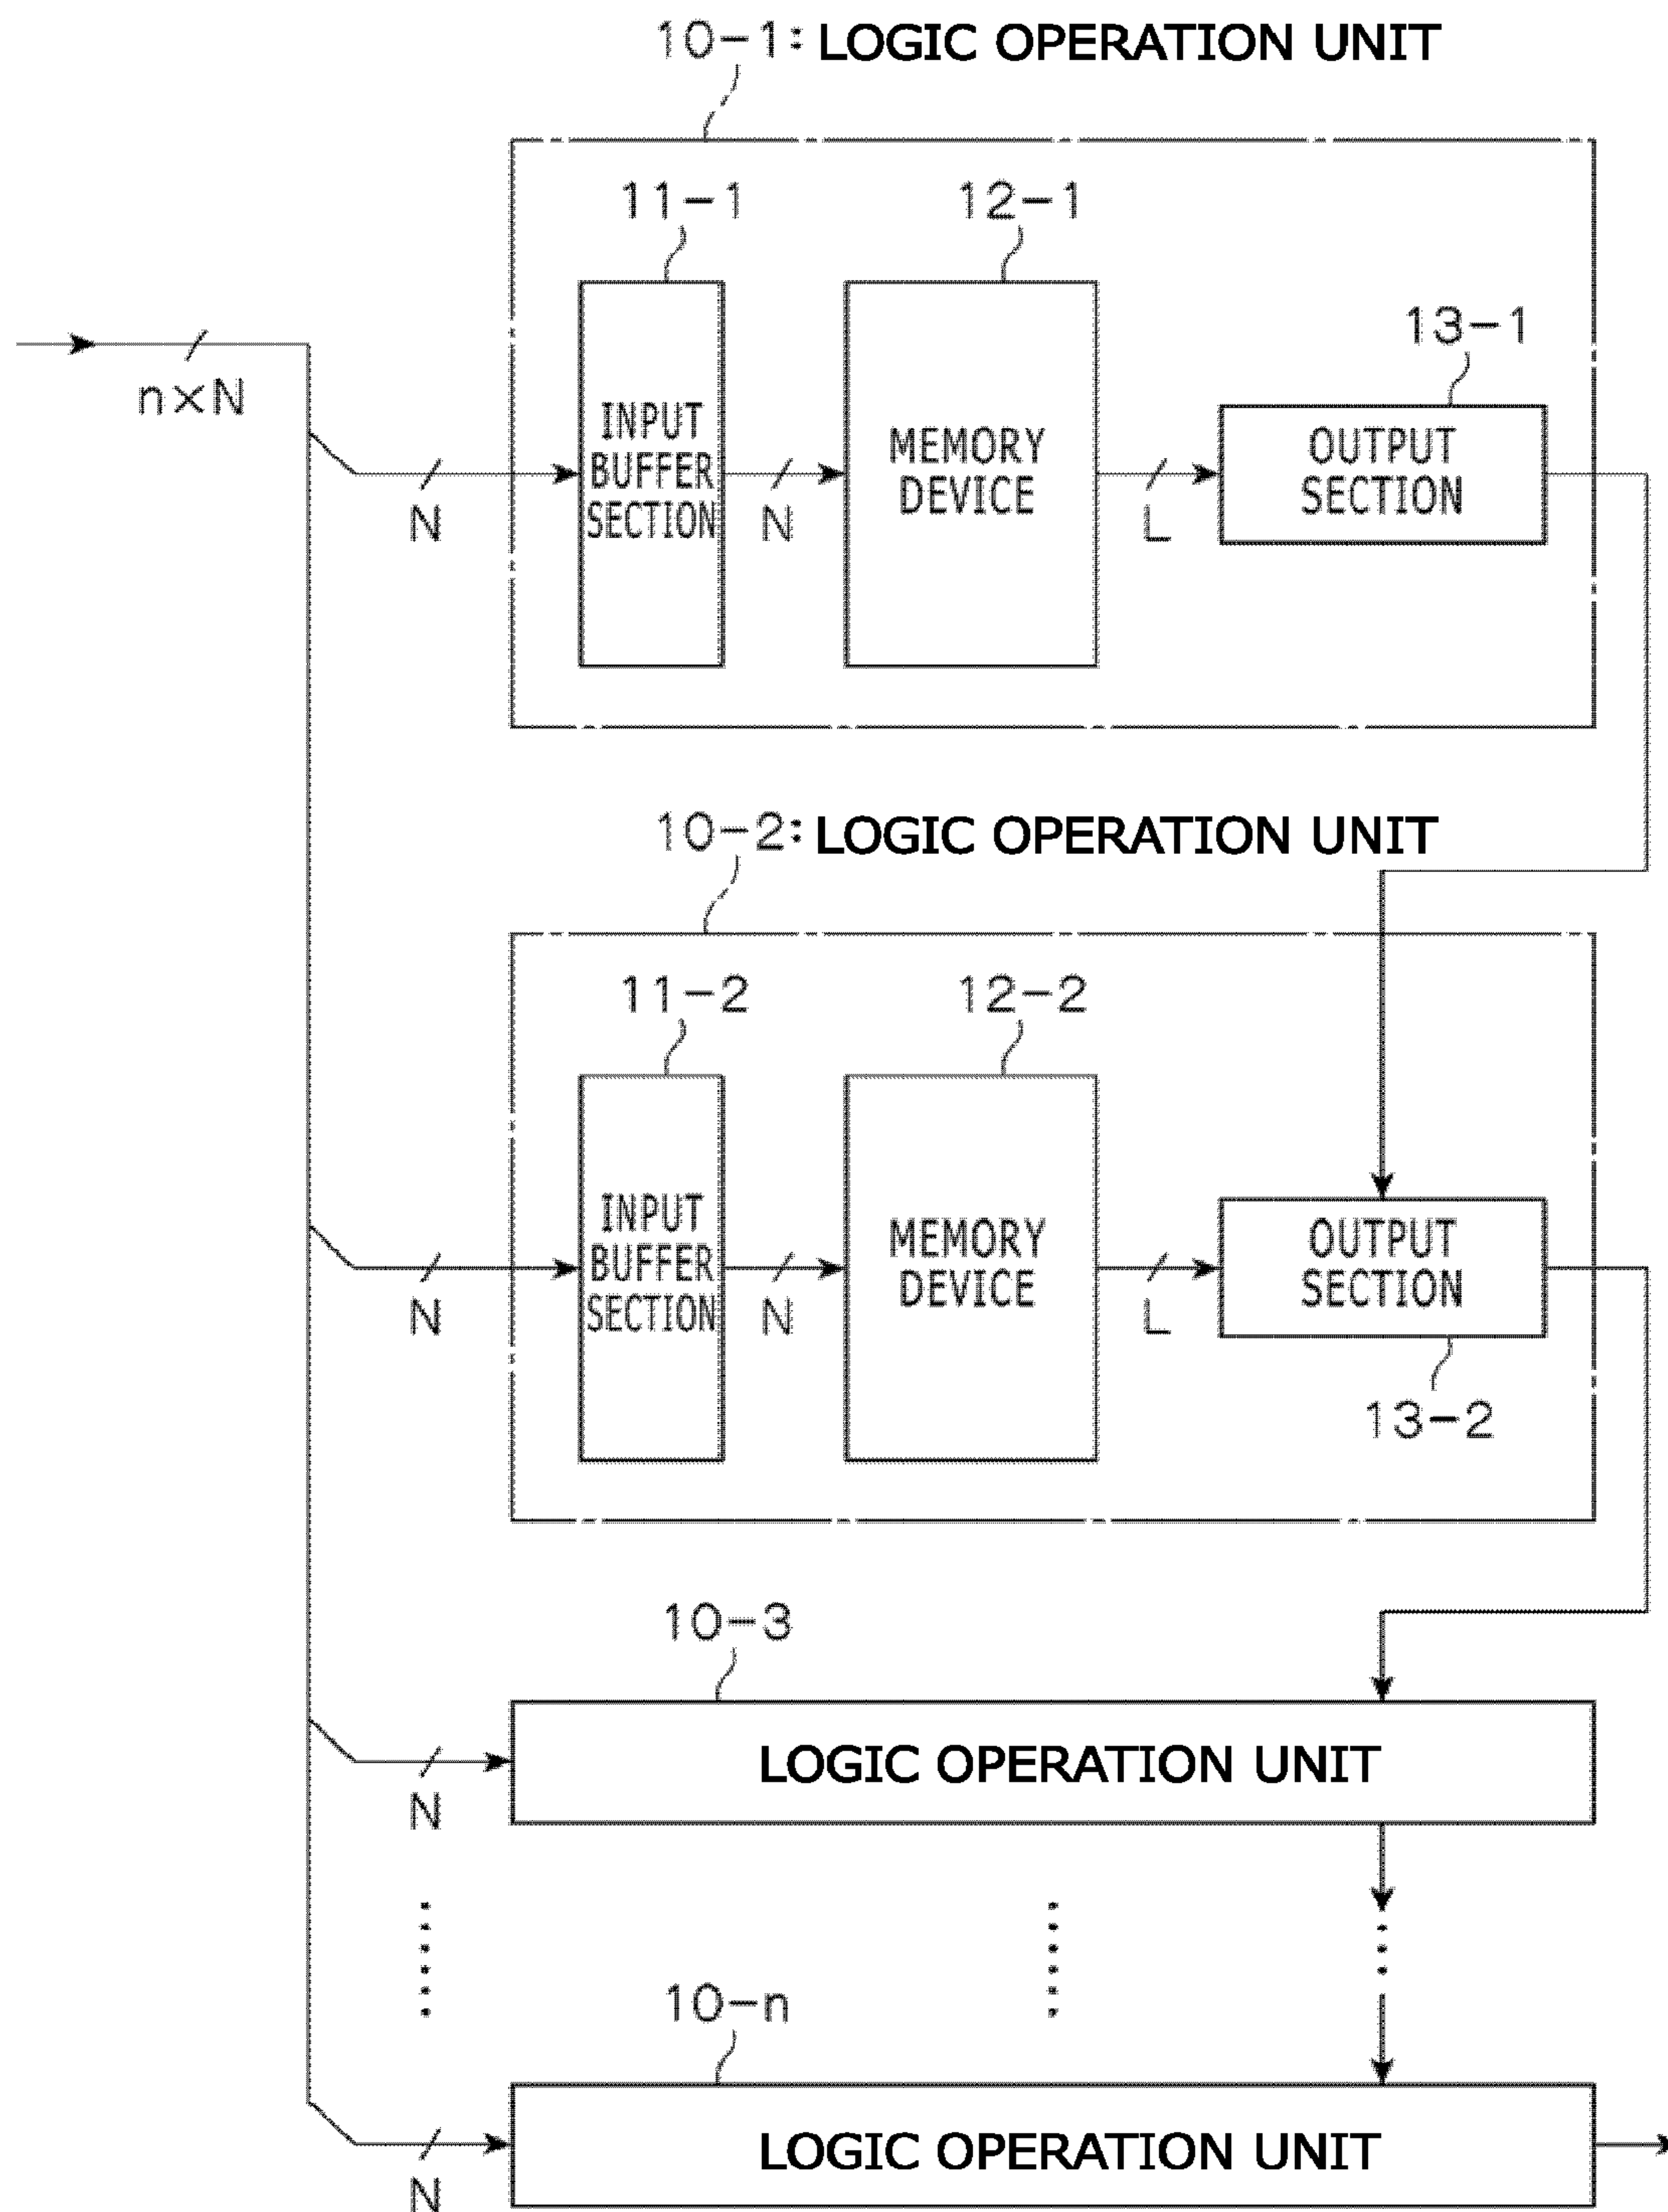 10-1: LOGIC OPERATION UNIT
11-1
12-1
13-1
n×N
INPUT
BUFFER
SECTION
MEMORY
DEVICE
OUTPUT
SECTION
N
N
L
10-2: LOGIC OPERATION UNIT
11-2
12-2
INPUT
BUFFER
SECTION
MEMORY
DEVICE
OUTPUT
SECTION
N
N
L
13-2
10-3
LOGIC OPERATION UNIT
N
10-n
LOGIC OPERATION UNIT
N